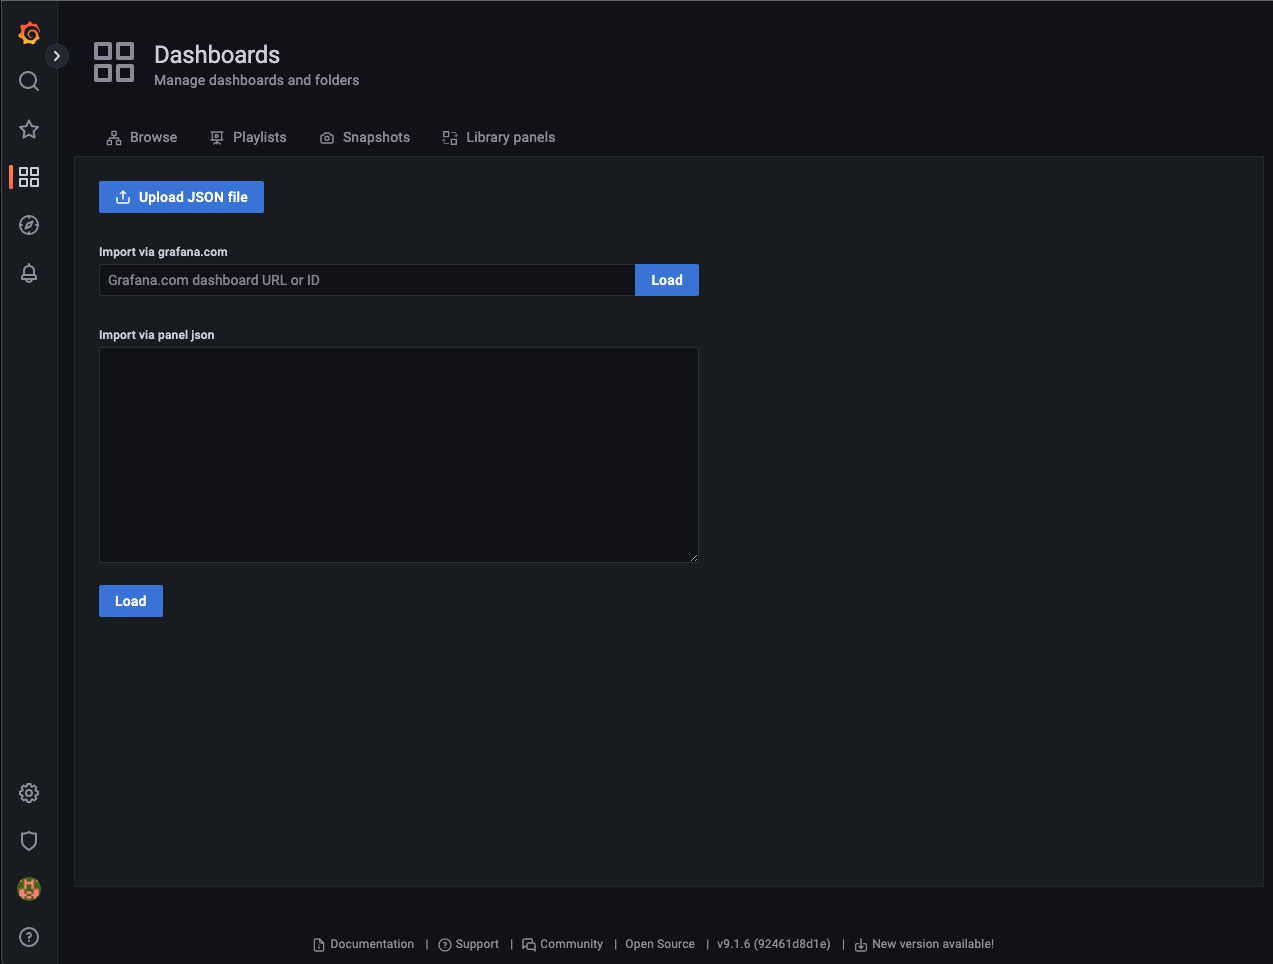 Dashboards
Manage dashboards and folders
Browse Playlists Snapshots Library panels
Upload JSON file
Import via grafana.com
Grafana.com dashboard URL or ID Load
Import via panel json
Load
Documentation | Support | Community | Open Source | v9.1.6 (92461d8d1e) | New version available!